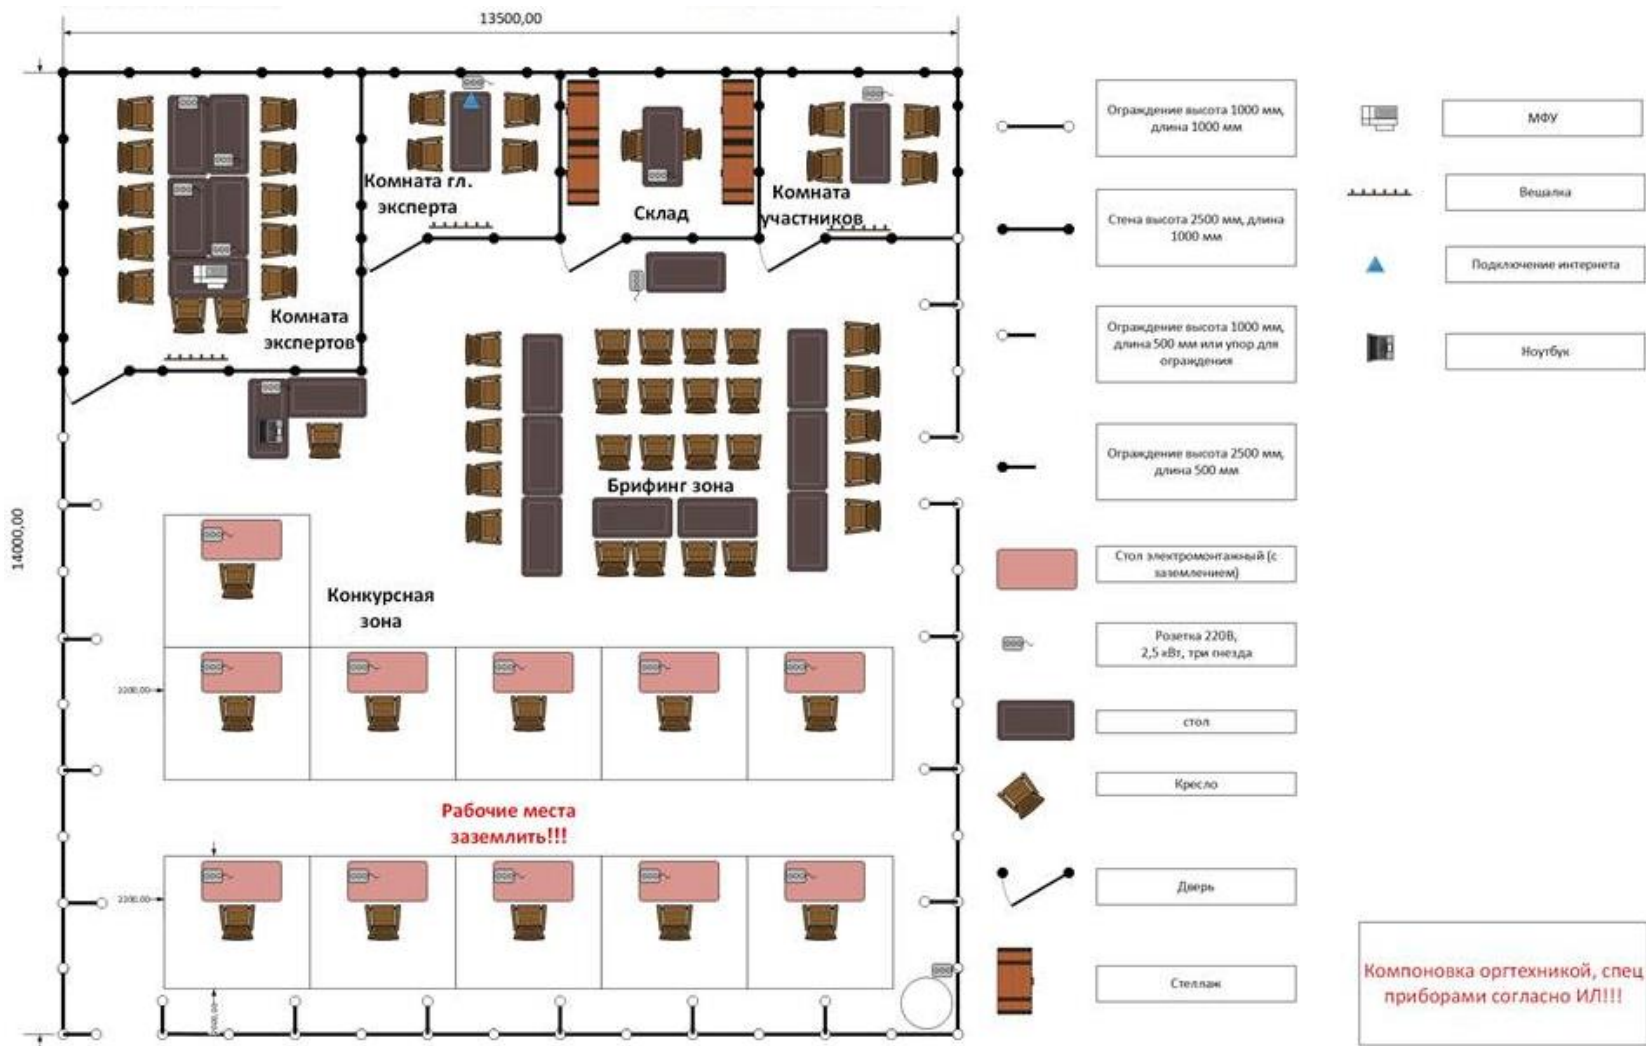 13500,00
14000,00
Комната гл.
эксперта
Склад
Комната
участников
Комната
экспертов
Брифинг зона
Конкурсная
зона
2200,00
Рабочие места
заземлить!!!
2200,00
Ограждение высота 1000 мм,
длина 1000 мм
Стена высота 2500 мм, длина
1000 мм
Ограждение высота 1000 мм,
длина 500 мм или упор для
ограждения
Ограждение высота 2500 мм,
длина 500 мм
Стол электромонтажный (с
заземлением)
Розетка 220В,
2,5 кВт, три гнезда
стол
Кресло
Дверь
Стеллаж
МФУ
Вешалка
Подключение интернета
Ноутбук
Компоновка оргтехникой, спец
приборами согласно ИЛ!!!